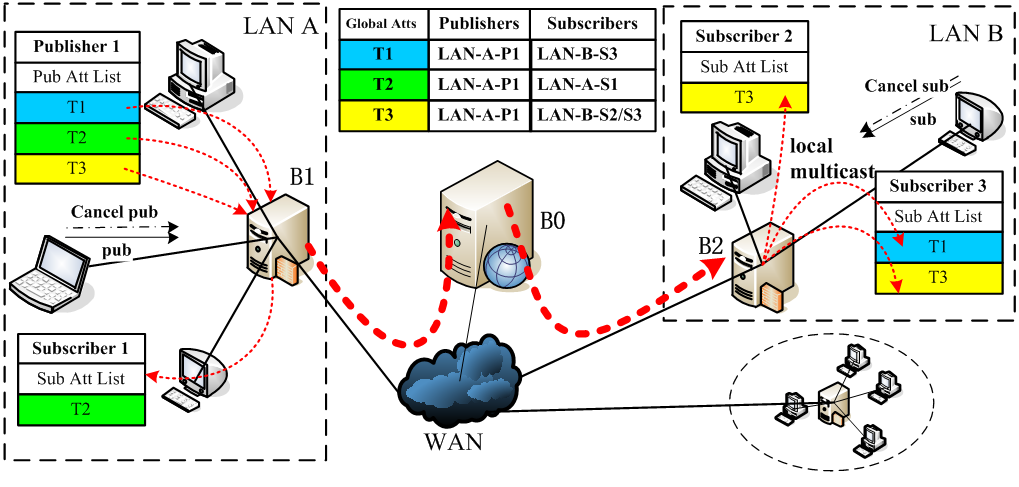 LAN A
Publisher 1
Pub Att List
T1
T2
T3
B1
Cancel pub
pub
Subscriber 1
Sub Att List
T2
Global Atts Publishers Subscribers
T1 LAN-A-P1 LAN-B-S3
T2 LAN-A-P1 LAN-A-S1
T3 LAN-A-P1 LAN-B-S2/S3
B0
WAN
LAN B
Subscriber 2
Sub Att List
T3
Cancel sub
sub
local
multicast
B2
Subscriber 3
Sub Att List
T1
T3